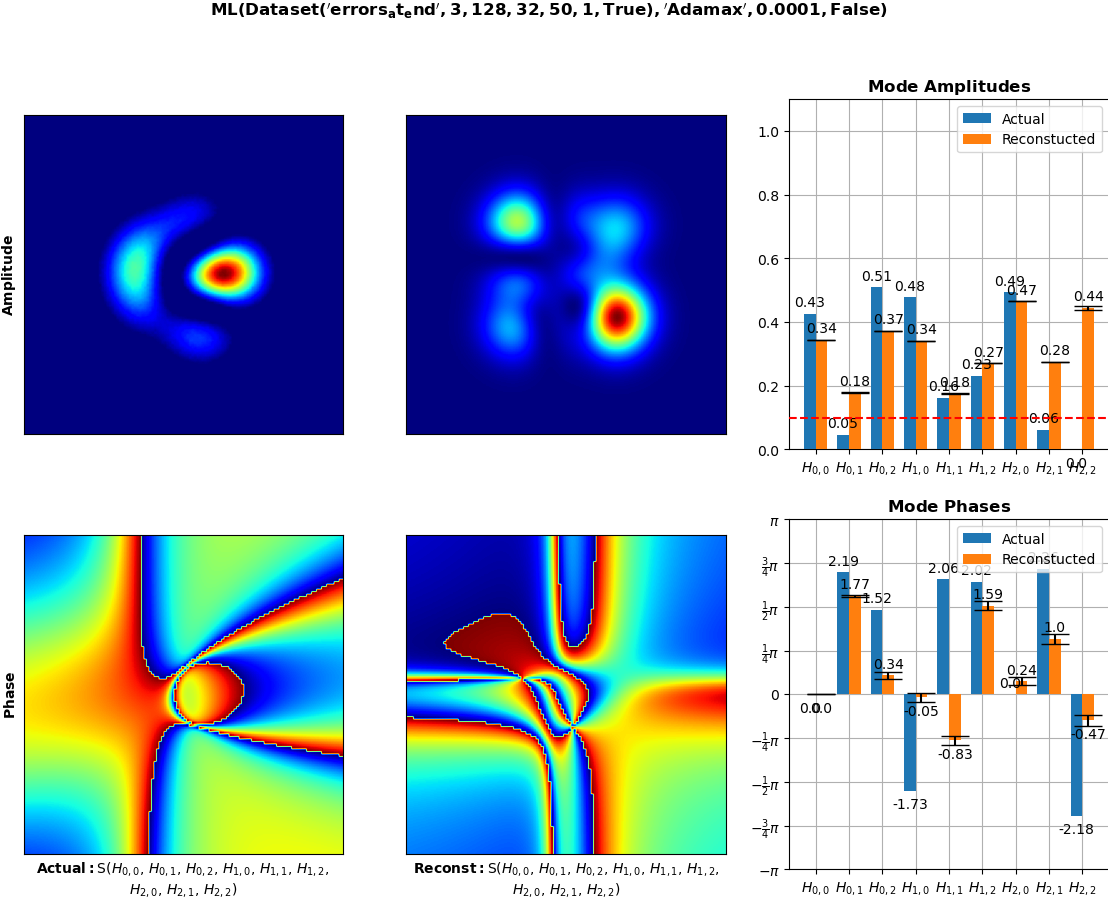 ML(Dataset('errors_at_end', 3, 128, 32, 50, 1, True), 'Adamax', 0.0001, False)
Amplitude
Mode Amplitudes
Actual
Reconstucted
1.0
0.8
0.6
0.4
0.2
0.0
0.43 0.05 0.51 0.48 0.16 0.23 0.49 0.06 0.0
0.34 0.18 0.37 0.34 0.18 0.27 0.47 0.28 0.44
H0,0 H0,1 H0,2 H1,0 H1,1 H1,2 H2,0 H2,1 H2,2
Phase
Mode Phases
Actual
Reconstucted
π
3/4π
1/2π
1/4π
0
−1/4π
−1/2π
−3/4π
−π
0.0 2.19 1.52 -1.73 2.06 2.02 0.0 -2.18
0.0 1.77 0.34 -0.05 -0.83 1.59 0.24 1.0 -0.47
H0,0 H0,1 H0,2 H1,0 H1,1 H1,2 H2,0 H2,1 H2,2
Actual: S(H0,0, H0,1, H0,2, H1,0, H1,1, H1,2,
H2,0, H2,1, H2,2)
Reconst: S(H0,0, H0,1, H0,2, H1,0, H1,1, H1,2,
H2,0, H2,1, H2,2)